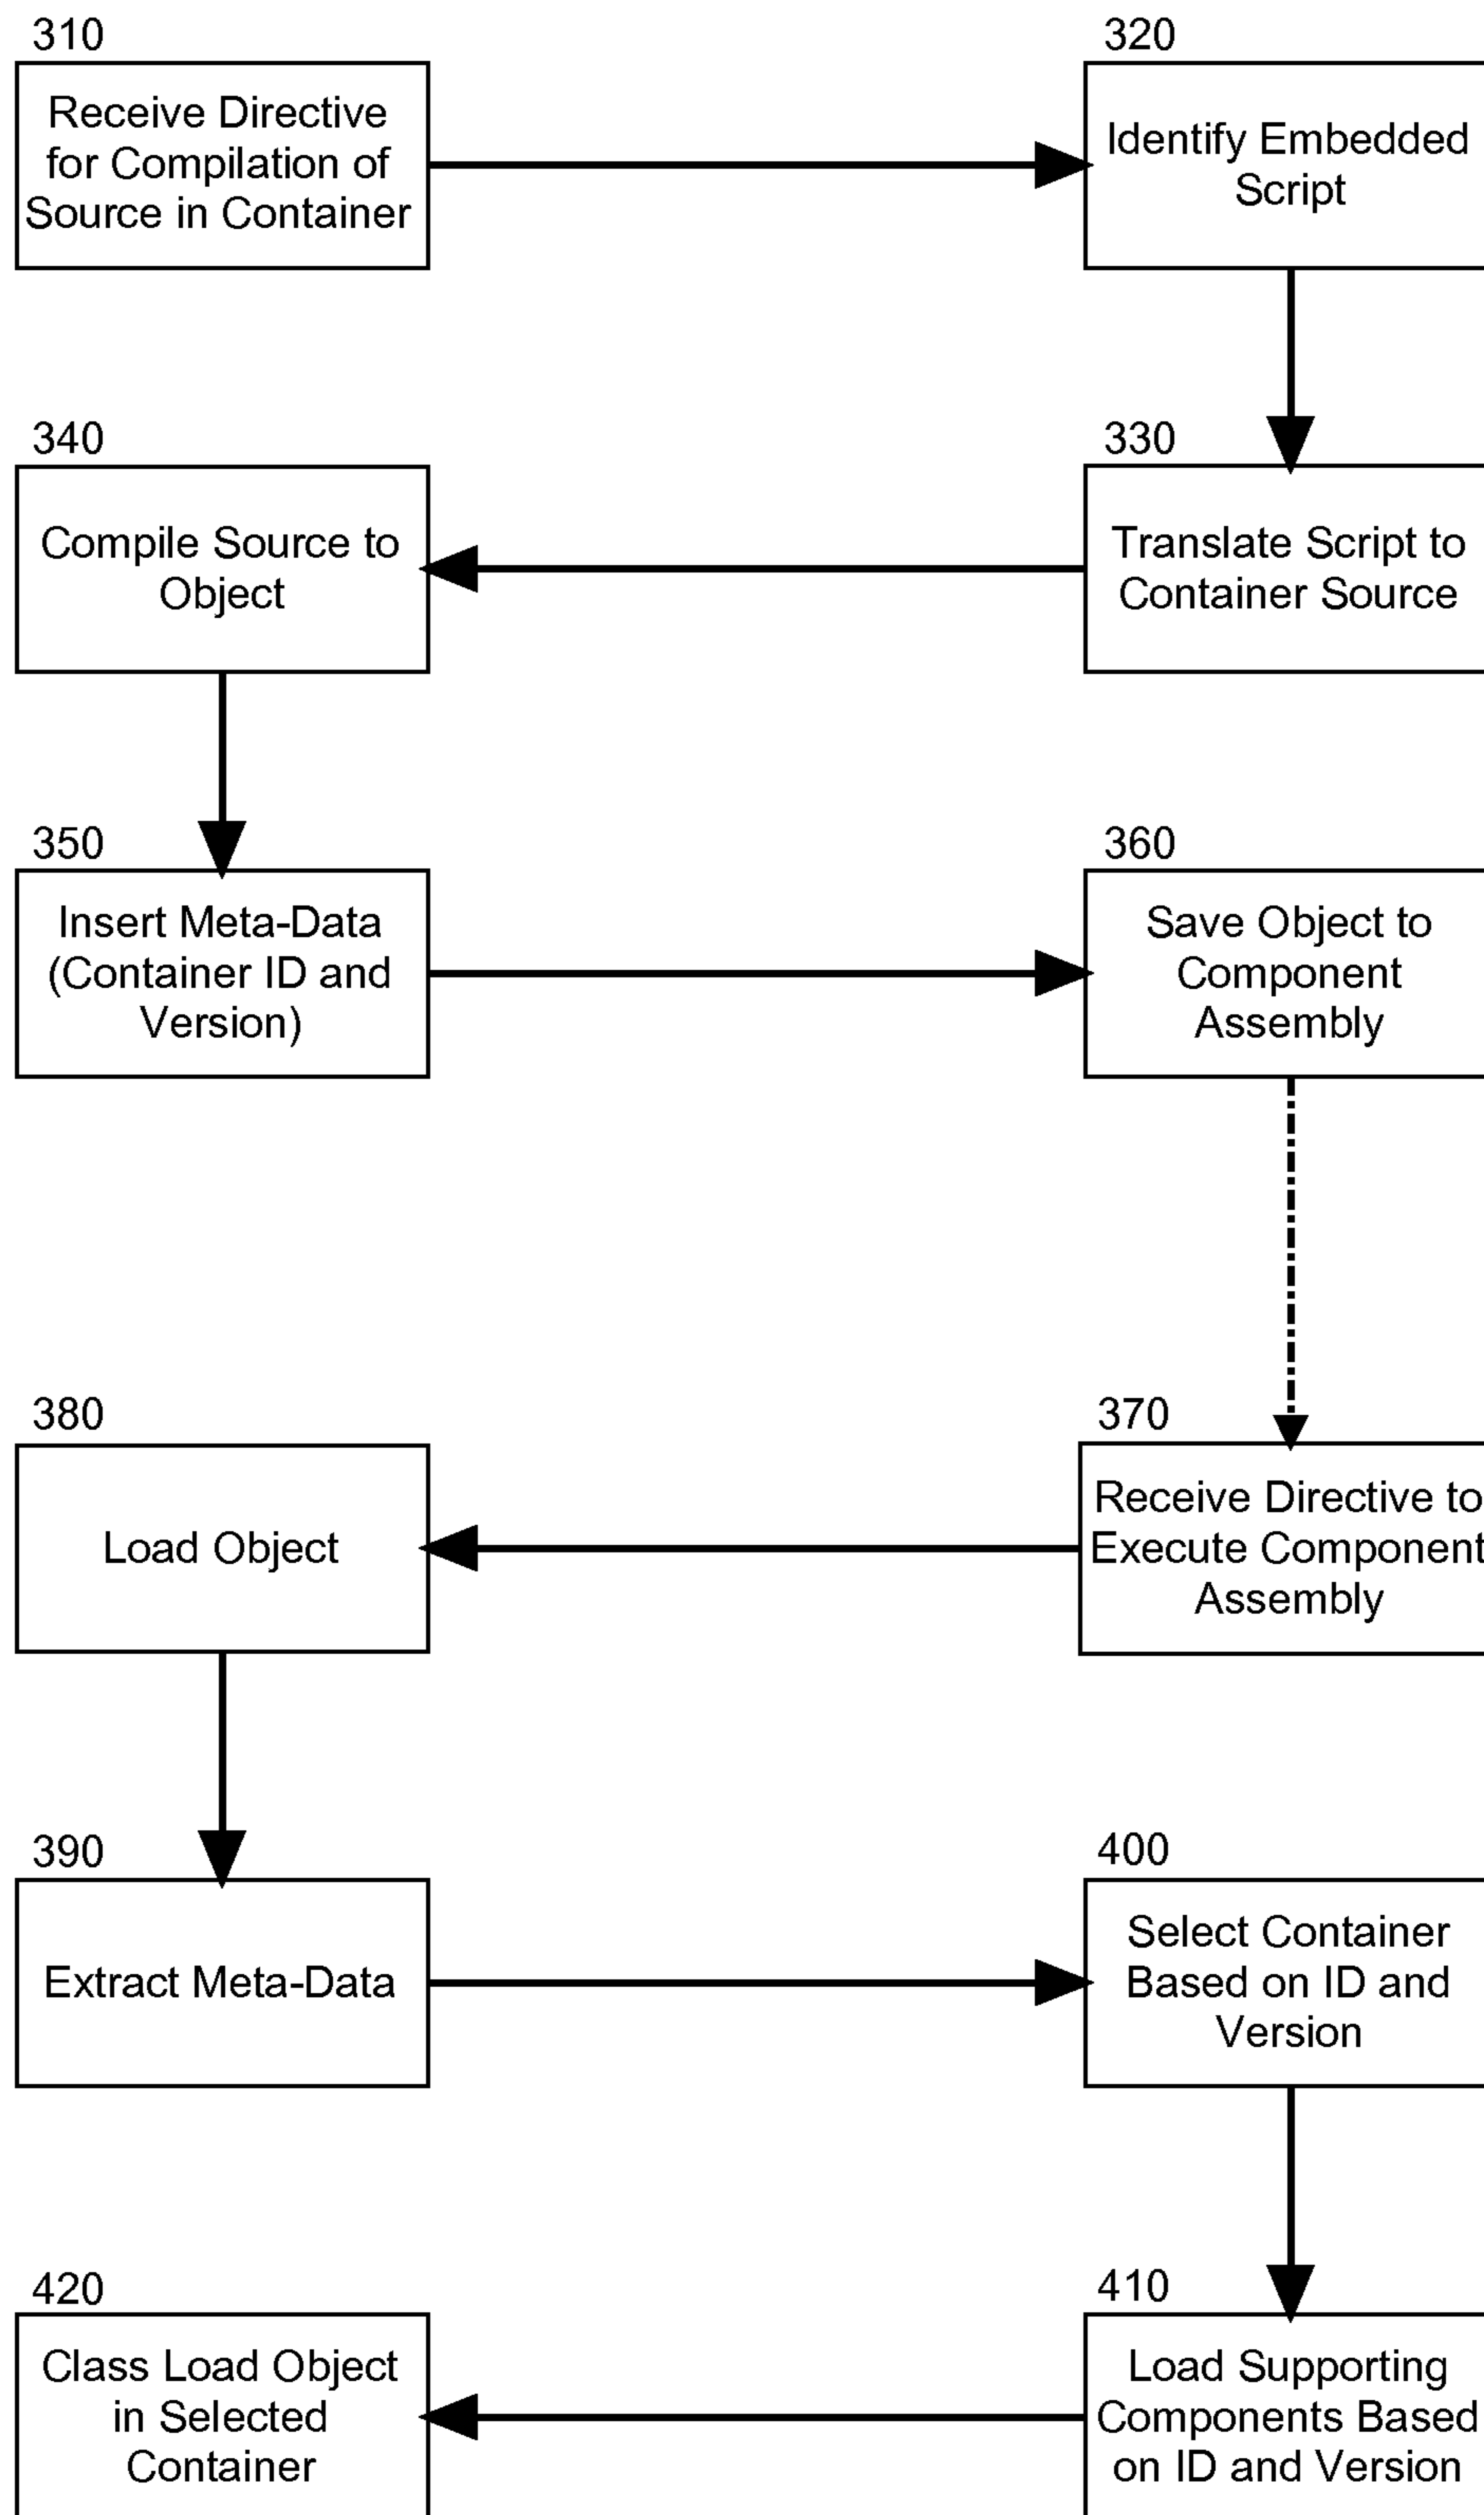 310
Receive Directive
for Compilation of
Source in Container
320
Identify Embedded
Script
340
Compile Source to
Object
330
Translate Script to
Container Source
350
Insert Meta-Data
(Container ID and
Version)
360
Save Object to
Component
Assembly
380
Load Object
370
Receive Directive to
Execute Component
Assembly
390
Extract Meta-Data
400
Select Container
Based on ID and
Version
420
Class Load Object
in Selected
Container
410
Load Supporting
Components Based
on ID and Version